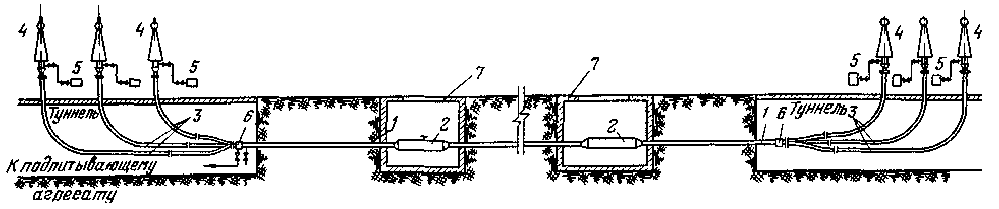 4 4 4 4
5 5 5 5
7 7
Туннель 3 6 1 2 2 1 6 Туннель 3
К подпитывающему
агрегату